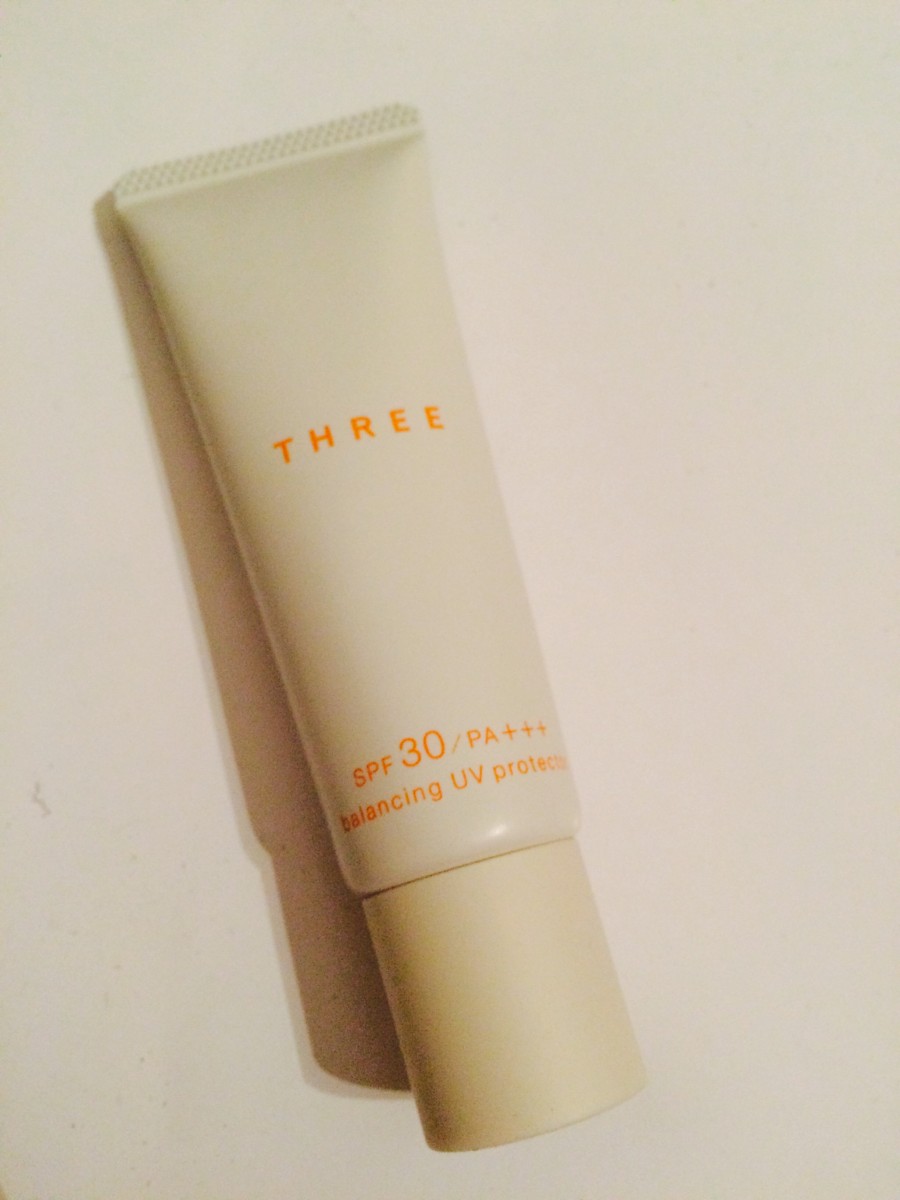 THREE
SPF 30/PA+++
balancing UV